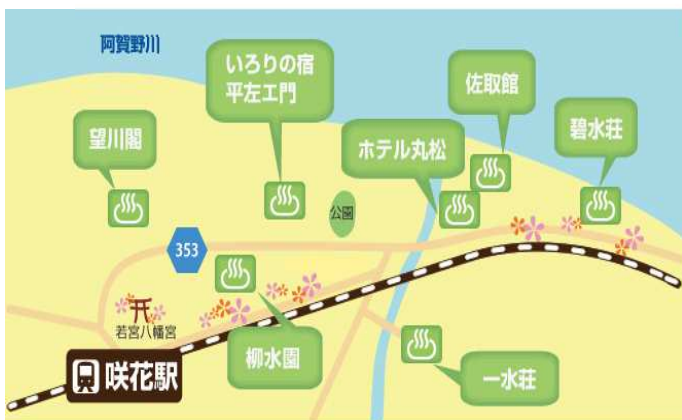 阿賀野川
いろりの宿
平左エ門
佐取館
望川閣
ホテル丸松
碧水荘
公園
353
若宮八幡宮
柳水園
咲花駅
一水荘